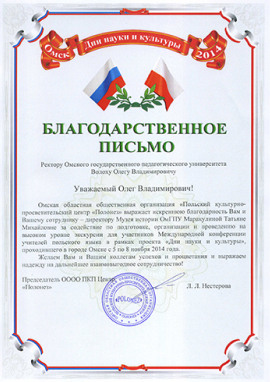 Омск Дни науки и культуры 2014
БЛАГОДАРСТВЕННОЕ
ПИСЬМО
Ректору Омского государственного педагогического университета
Волоху Олегу Владимировичу
Уважаемый Олег Владимирович!
Омская областная общественная организация «Польский культурно-
просветительский центр «Полонез» выражает искреннюю благодарность Вам и
Вашему сотруднику – директору Музея истории ОмГПУ Марахулиной Татьяне
Михайловне за содействие по подготовке, организации и проведению на
высоком уровне экскурсии для участников Международной конференции
учителей польского языка в рамках проекта «Дни науки и культуры»,
проходившего в городе Омске с 5 по 8 ноября 2014 года.
Желаем Вам и Вашим коллегам успехов и процветания и выражаем
надежду на дальнейшее взаимовыгодное сотрудничество!
Председатель ОООО ПКП Центр
«Полонез»
Л. Л. Нестерова
«POLONEZ»